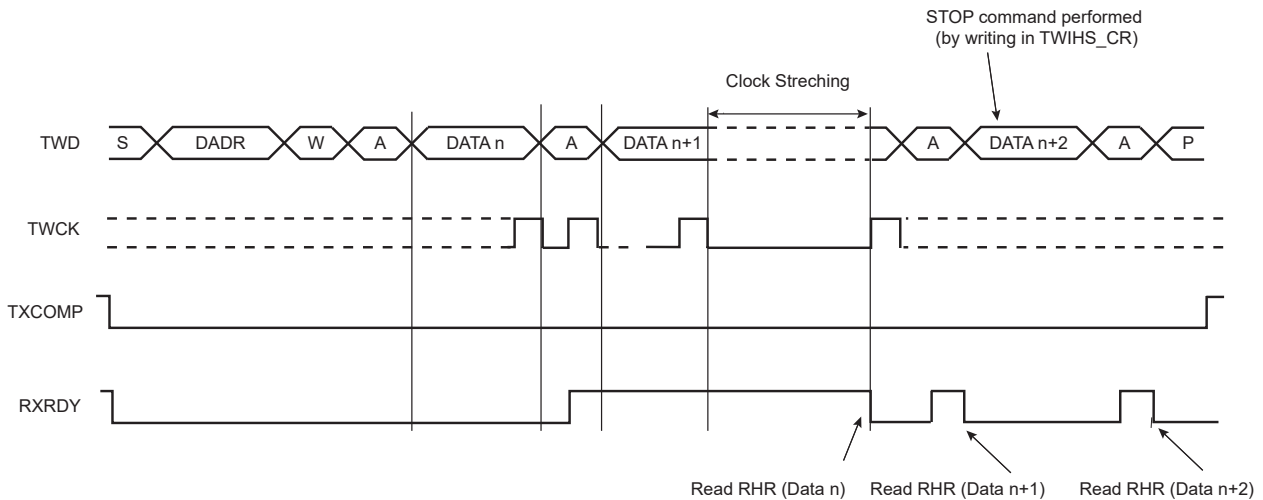 STOP command performed
(by writing in TWIHS_CR)
Clock Streching
TWD S DADR W A DATA n A DATA n+1 A DATA n+2 A P
TWCK
TXCOMP
RXRDY
Read RHR (Data n) Read RHR (Data n+1) Read RHR (Data n+2)